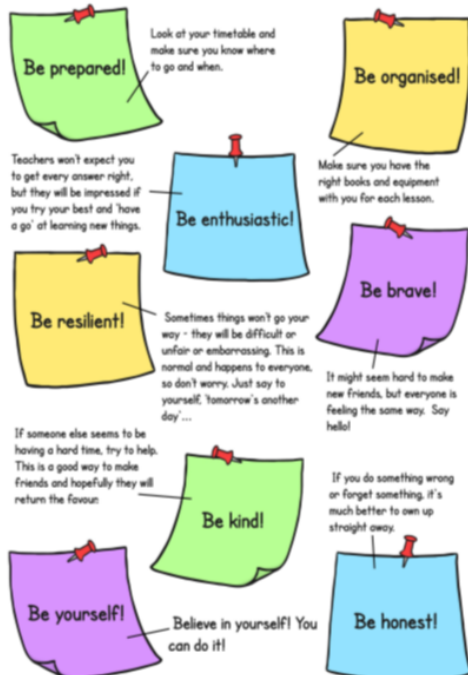 Be prepared!
Look at your timetable and
make sure you know where
to go and when.
Be organised!
Make sure you have the
right books and equipment
with you for each lesson.
Teachers won't expect you
to get every answer right,
but they will be impressed if
you try your best and 'have
a go' at learning new things.
Be enthusiastic!
Be resilient!
Sometimes things won't go your
way - they will be difficult or
unfair or embarrassing. This is
normal and happens to everyone,
so don't worry. Just say to
yourself, 'tomorrow's another
day'...
Be brave!
It might seem hard to make
new friends, but everyone is
feeling the same way. Say
hello!
If someone else seems to be
having a hard time, try to help.
This is a good way to make
friends and hopefully they will
return the favour.
Be kind!
If you do something wrong
or forget something, it's
much better to own up
straight away.
Be honest!
Be yourself!
Believe in yourself! You
can do it!